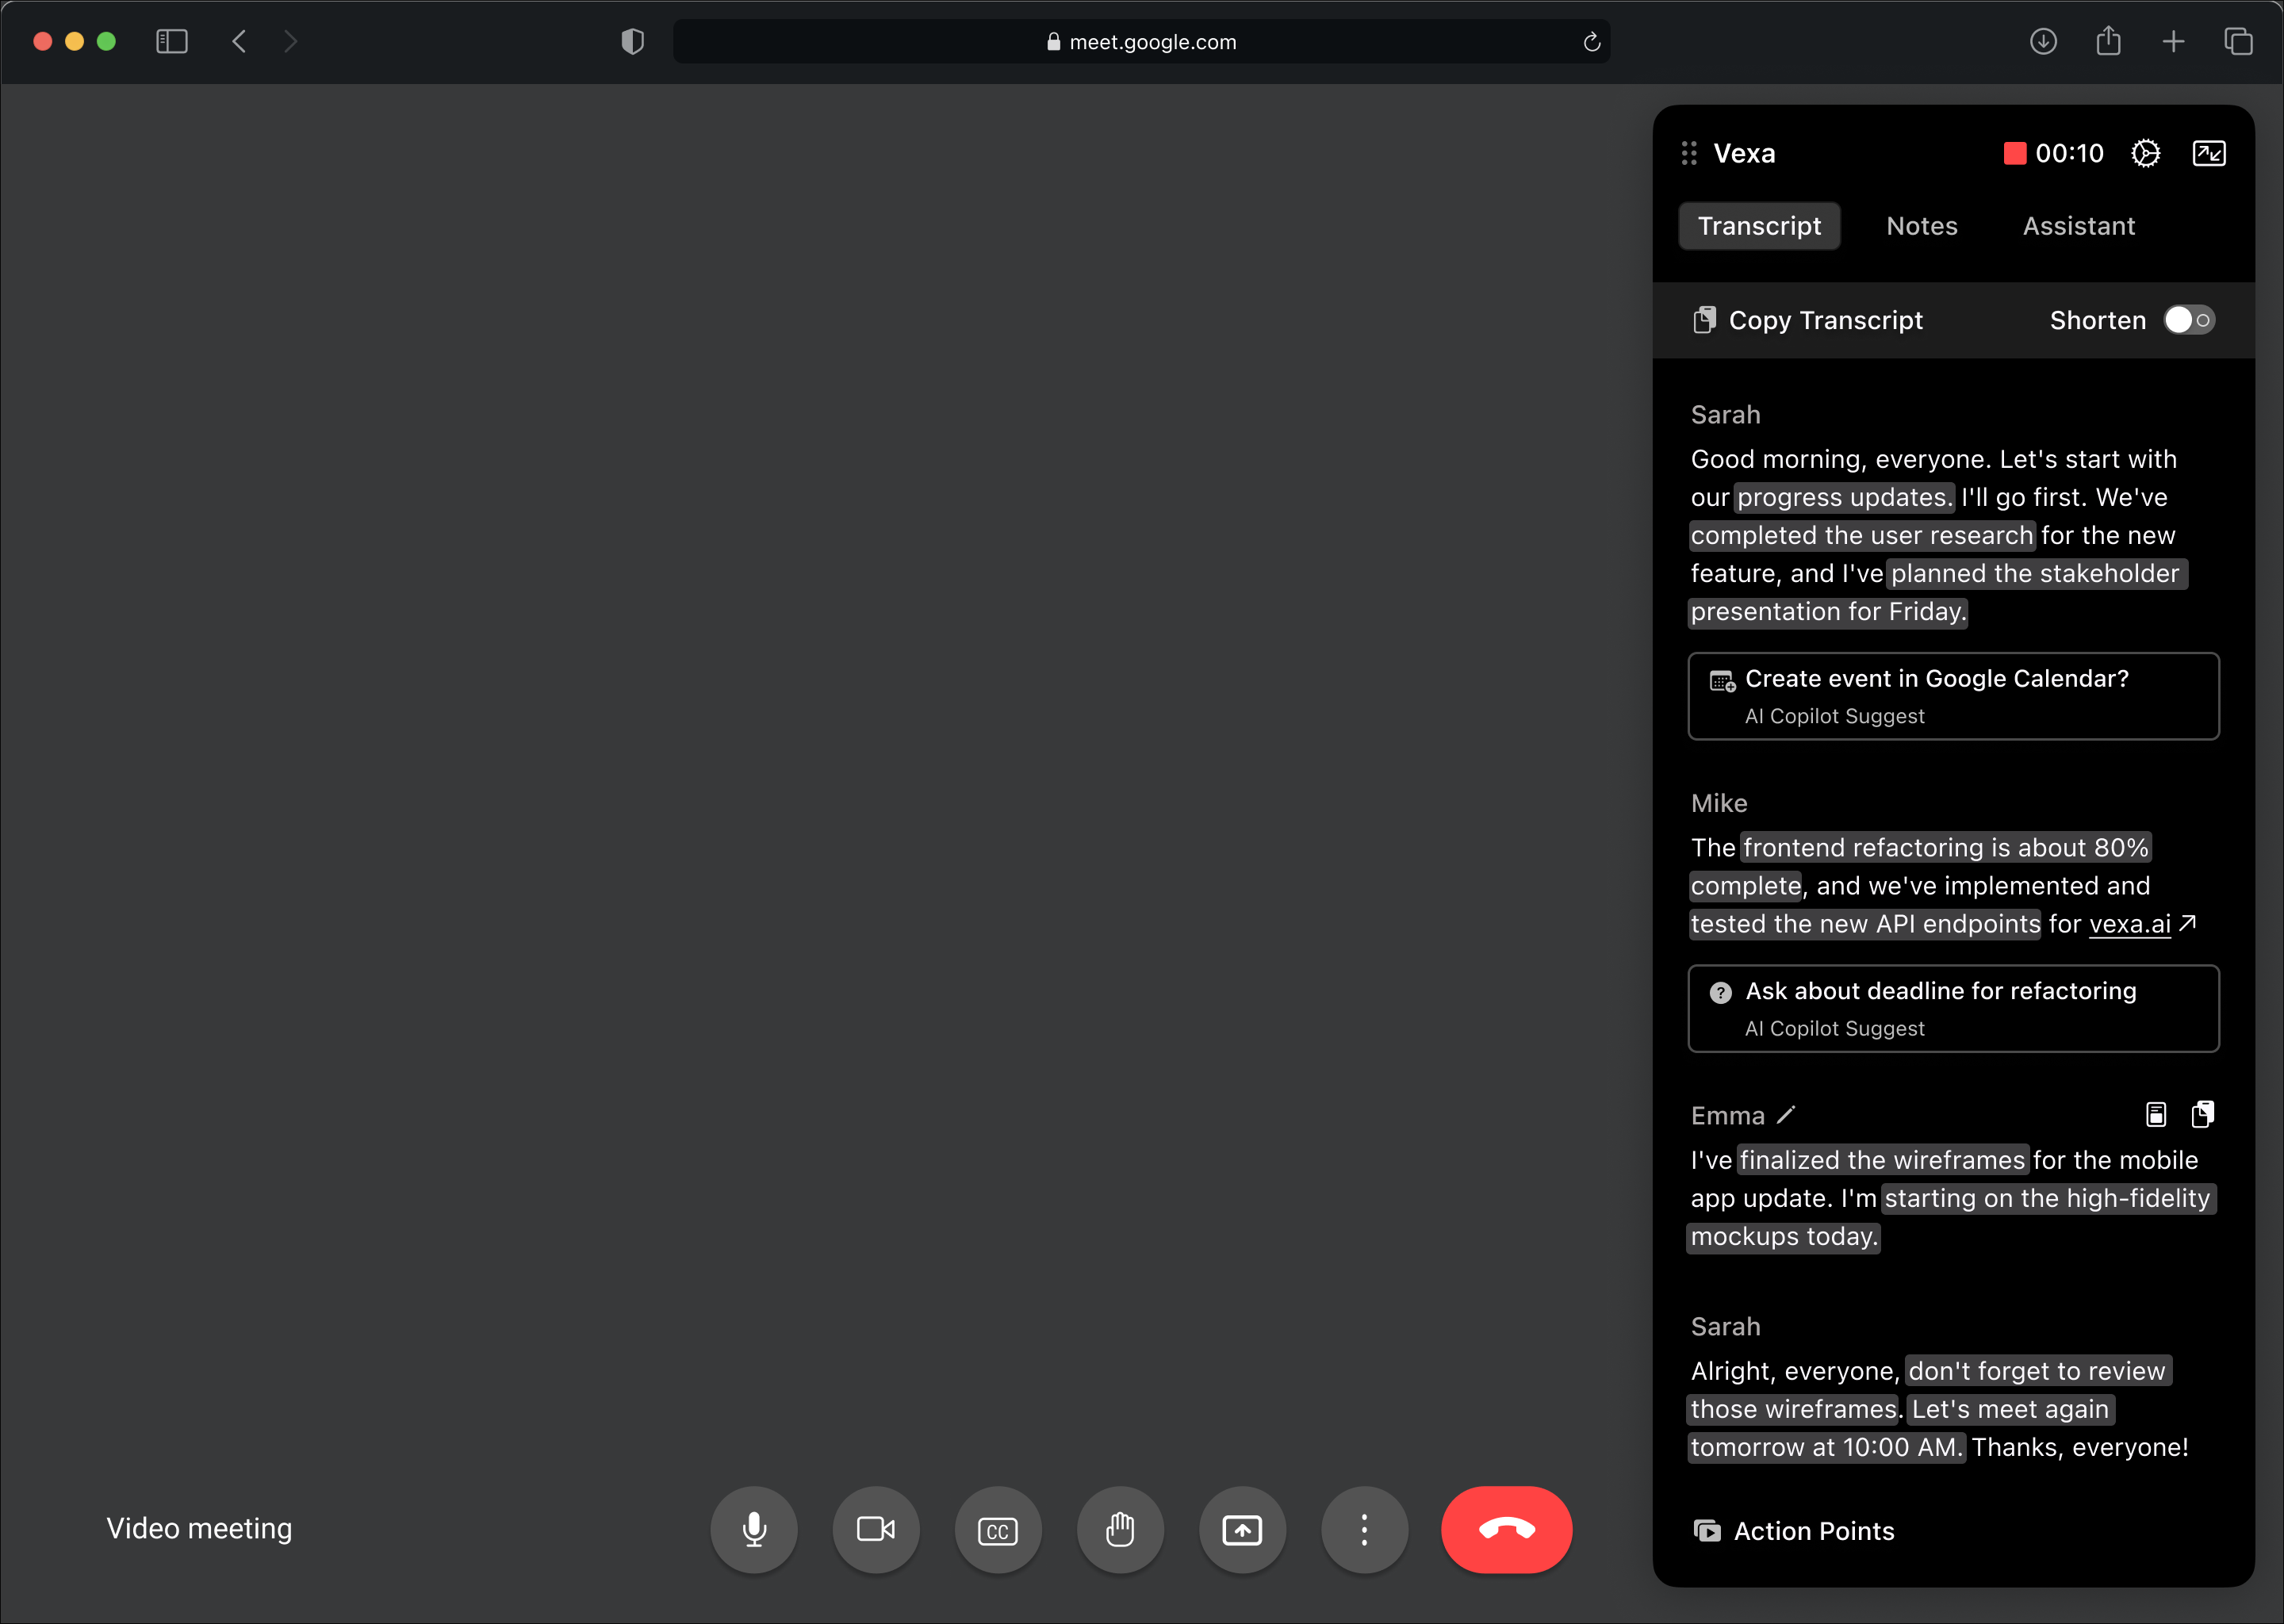 meet.google.com
Vexa
00:10
Transcript
Notes
Assistant
Copy Transcript
Shorten
Sarah
Good morning, everyone. Let's start with
our progress updates. I'll go first. We've
completed the user research for the new
feature, and I've planned the stakeholder
presentation for Friday.
Create event in Google Calendar?
AI Copilot Suggest
Mike
The frontend refactoring is about 80%
complete, and we've implemented and
tested the new API endpoints for vexa.ai
? Ask about deadline for refactoring
AI Copilot Suggest
Emma
I've finalized the wireframes for the mobile
app update. I'm starting on the high-fidelity
mockups today.
Sarah
Alright, everyone, don't forget to review
those wireframes. Let's meet again
tomorrow at 10:00 AM. Thanks, everyone!
Action Points
Video meeting
CC